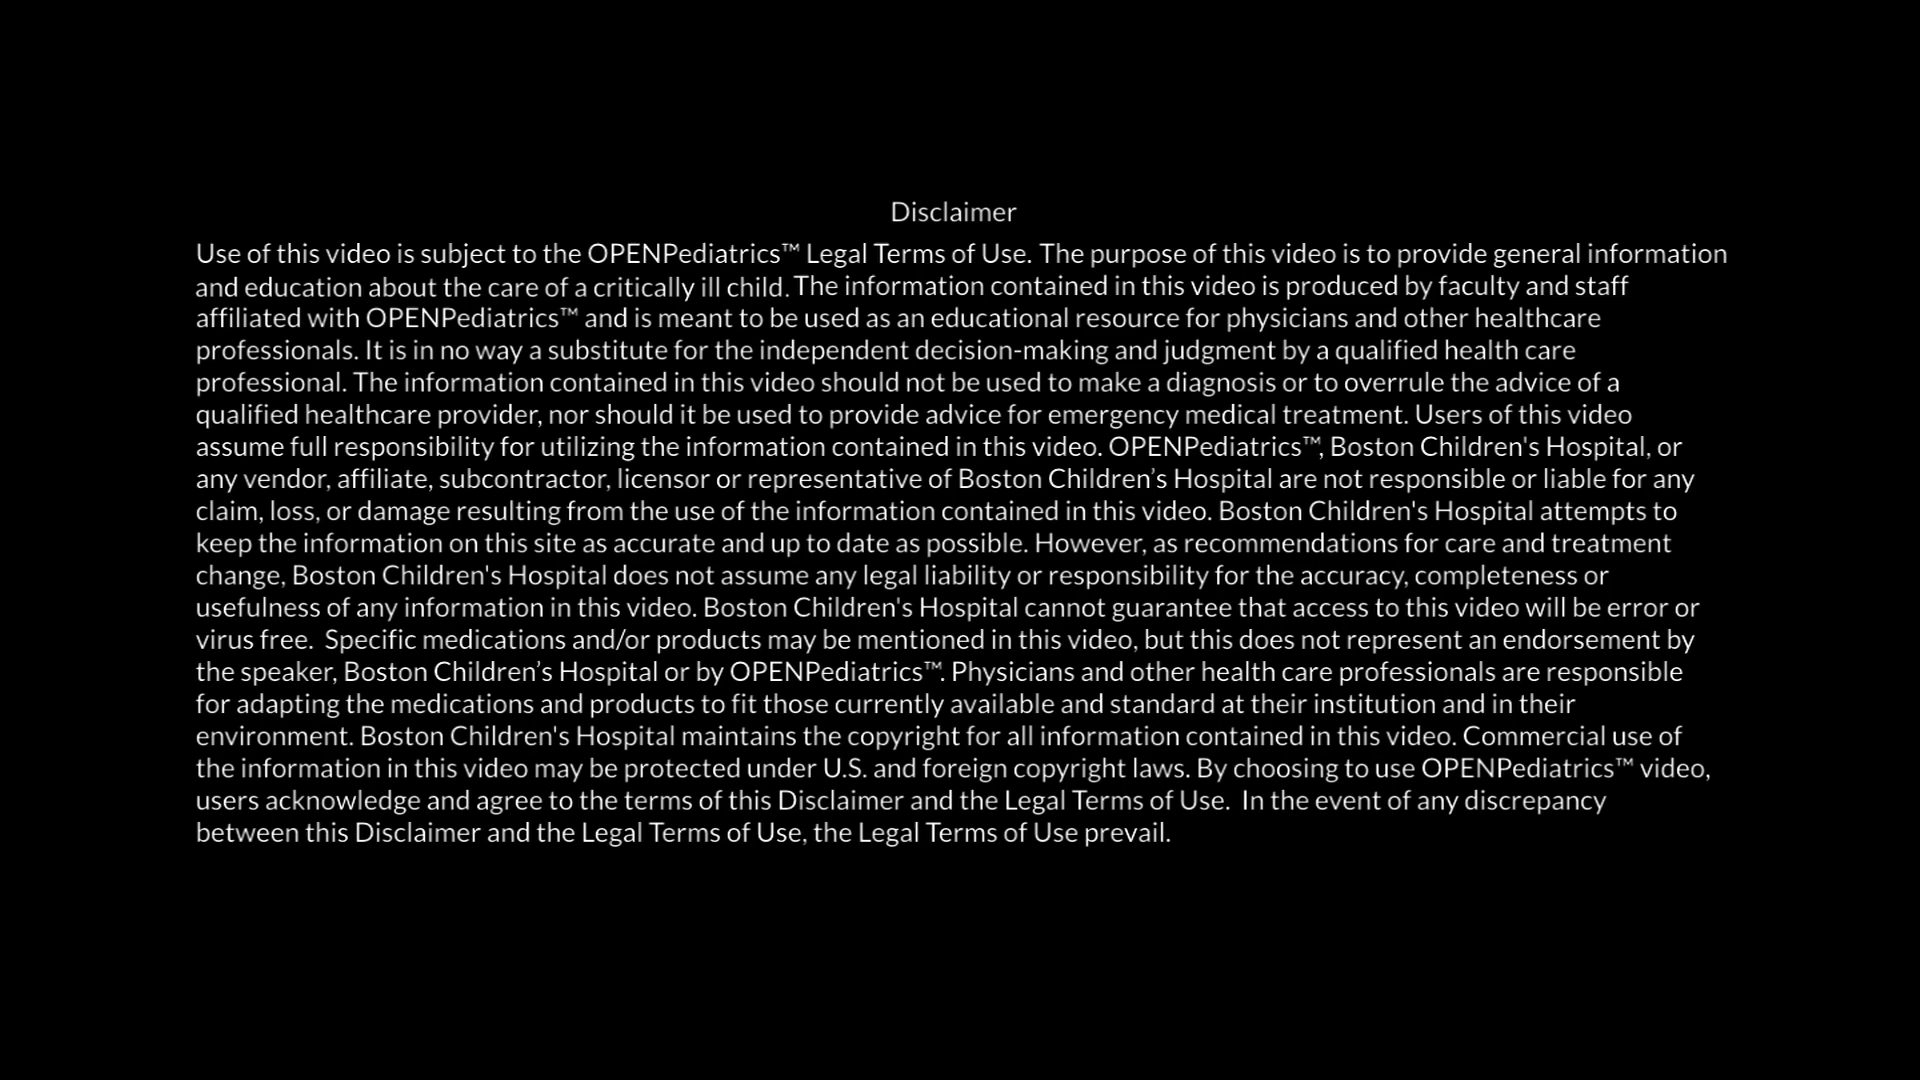 Disclaimer
Use of this video is subject to the OPENPediatrics™ Legal Terms of Use. The purpose of this video is to provide general information
and education about the care of a critically ill child. The information contained in this video is produced by faculty and staff
affiliated with OPENPediatrics™ and is meant to be used as an educational resource for physicians and other healthcare
professionals. It is in no way a substitute for the independent decision-making and judgment by a qualified health care
professional. The information contained in this video should not be used to make a diagnosis or to overrule the advice of a
qualified healthcare provider, nor should it be used to provide advice for emergency medical treatment. Users of this video
assume full responsibility for utilizing the information contained in this video. OPENPediatrics™, Boston Children's Hospital, or
any vendor, affiliate, subcontractor, licensor or representative of Boston Children’s Hospital are not responsible or liable for any
claim, loss, or damage resulting from the use of the information contained in this video. Boston Children's Hospital attempts to
keep the information on this site as accurate and up to date as possible. However, as recommendations for care and treatment
change, Boston Children's Hospital does not assume any legal liability or responsibility for the accuracy, completeness or
usefulness of any information in this video. Boston Children's Hospital cannot guarantee that access to this video will be error or
virus free.  Specific medications and/or products may be mentioned in this video, but this does not represent an endorsement by
the speaker, Boston Children’s Hospital or by OPENPediatrics™. Physicians and other health care professionals are responsible
for adapting the medications and products to fit those currently available and standard at their institution and in their
environment. Boston Children's Hospital maintains the copyright for all information contained in this video. Commercial use of
the information in this video may be protected under U.S. and foreign copyright laws. By choosing to use OPENPediatrics™ video,
users acknowledge and agree to the terms of this Disclaimer and the Legal Terms of Use.  In the event of any discrepancy
between this Disclaimer and the Legal Terms of Use, the Legal Terms of Use prevail.